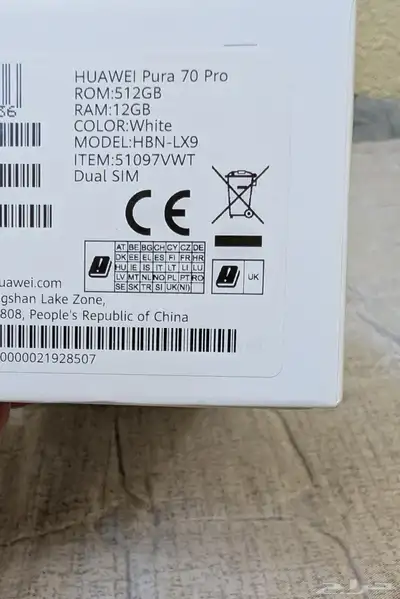 HUAWEI Pura 70 Pro
ROM:512GB
RAM:12GB
COLOR:White
MODEL:HBN-LX9
ITEM:51097VWT
Dual SIM
36
CE
AT BE BG CH CY CZ DE
DK EE EL ES FI FR HR
HU IE IS IT LT LI LU
LV MT NL NO PL PT RO
SE SK TR SI UK(NI)
UK
uawei.com
ngshan Lake Zone,
808, People's Republic of China
0000021928507
حراج